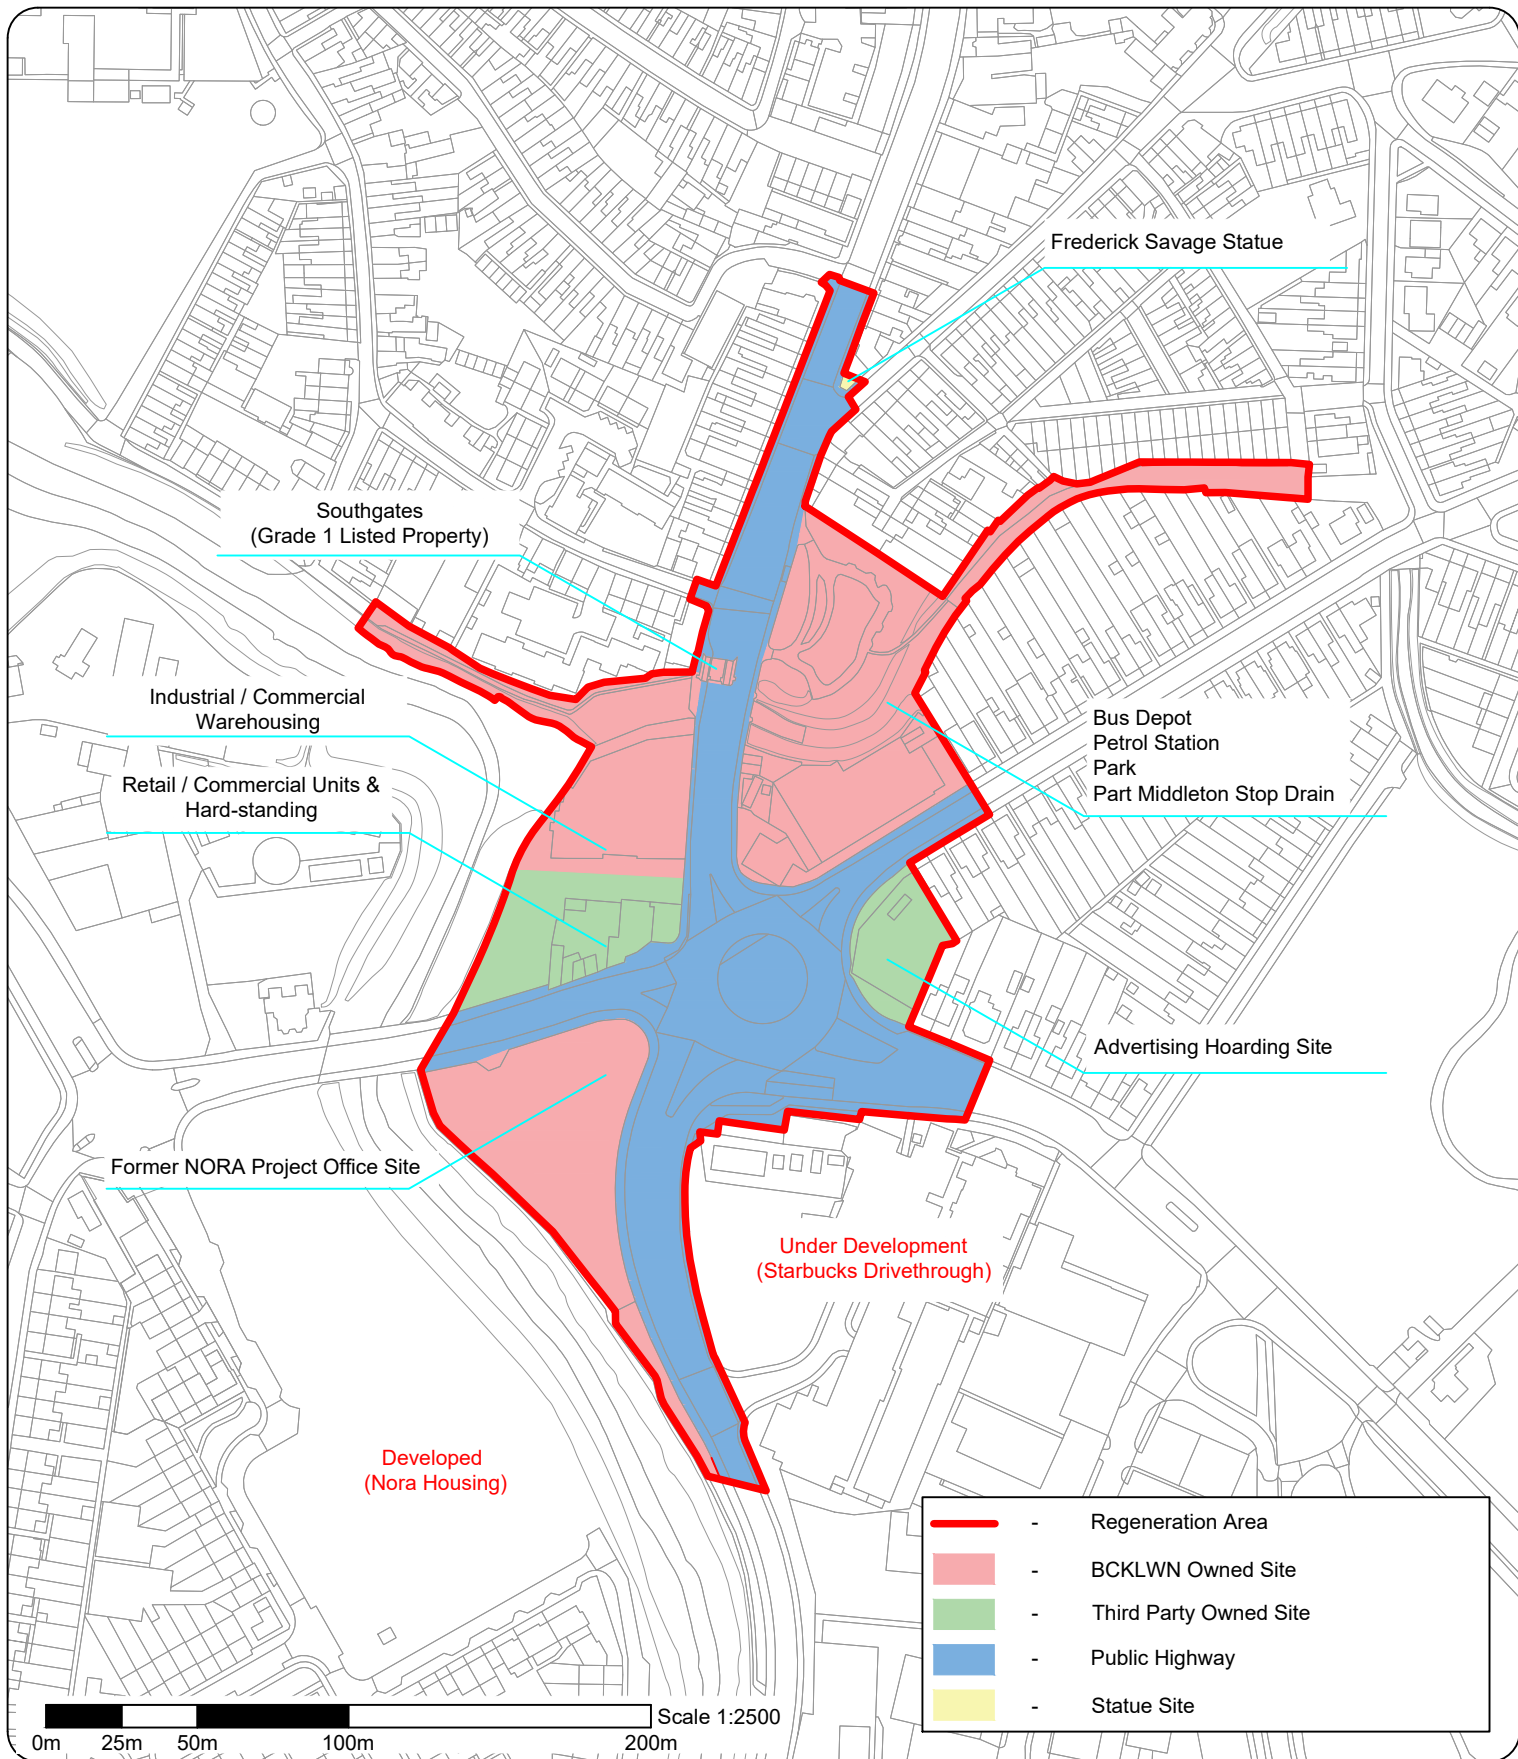 Frederick Savage Statue
Southgates
(Grade 1 Listed Property)
Industrial / Commercial
Warehousing
Retail / Commercial Units &
Hard-standing
Bus Depot
Petrol Station
Park
Part Middleton Stop Drain
Advertising Hoarding Site
Former NORA Project Office Site
Under Development
(Starbucks Drivethrough)
Developed
(Nora Housing)
- Regeneration Area
- BCKLWN Owned Site
- Third Party Owned Site
- Public Highway
- Statue Site
Scale 1:2500
0m 25m 50m 100m 200m